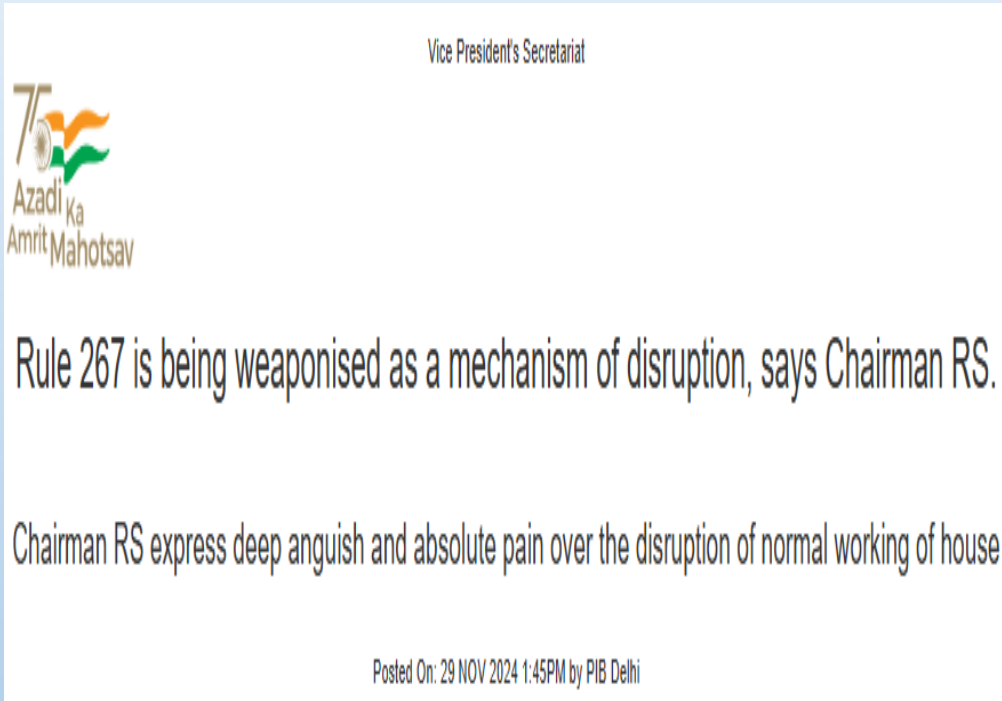 Vice President's Secretariat
75
Azadi Ka
Amrit Mahotsav
Rule 267 is being weaponised as a mechanism of disruption, says Chairman RS.
Chairman RS express deep anguish and absolute pain over the disruption of normal working of house
Posted On: 29 NOV 2024 1:45PM by PIB Delhi